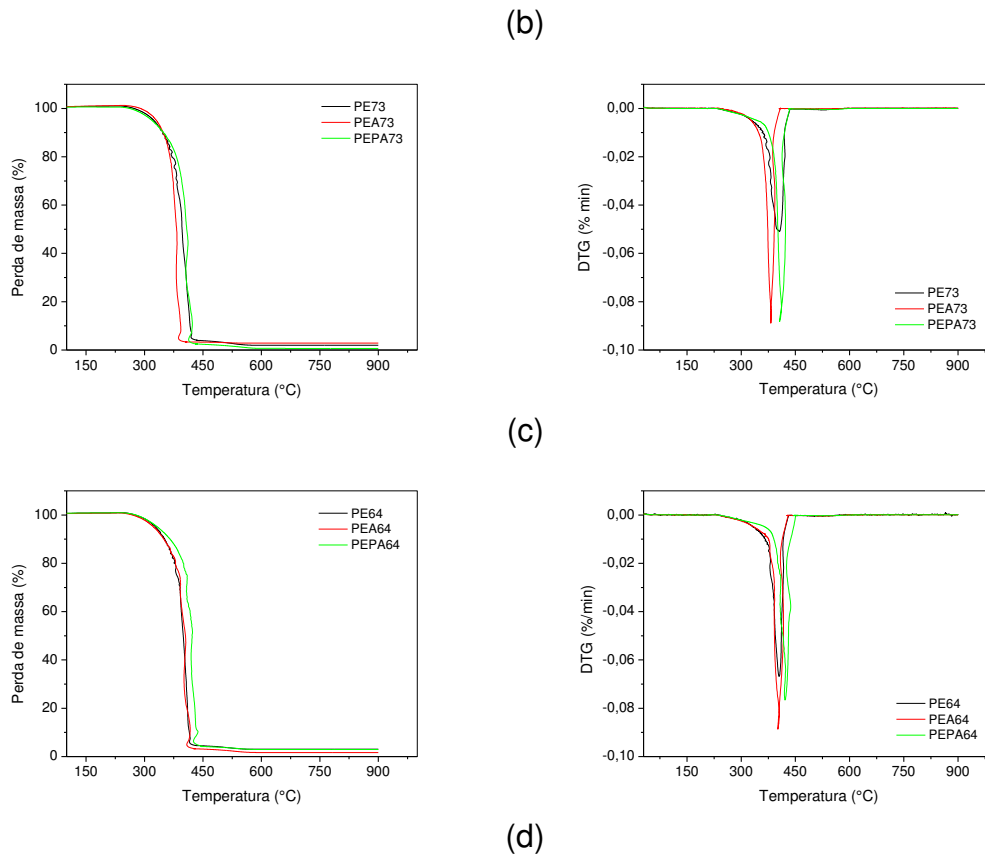 (b)
100
80
60
40
20
0
Perda de massa (%)
150 300 450 600 750 900
Temperatura (°C)
PE73
PEA73
PEPA73
0,00
-0,02
-0,04
-0,06
-0,08
-0,10
DTG (% min)
150 300 450 600 750 900
Temperatura (°C)
PE73
PEA73
PEPA73
(c)
100
80
60
40
20
0
Perda de massa (%)
150 300 450 600 750 900
Temperatura (°C)
PE64
PEA64
PEPA64
0,00
-0,02
-0,04
-0,06
-0,08
-0,10
DTG (%/min)
150 300 450 600 750 900
Temperatura (°C)
PE64
PEA64
PEPA64
(d)